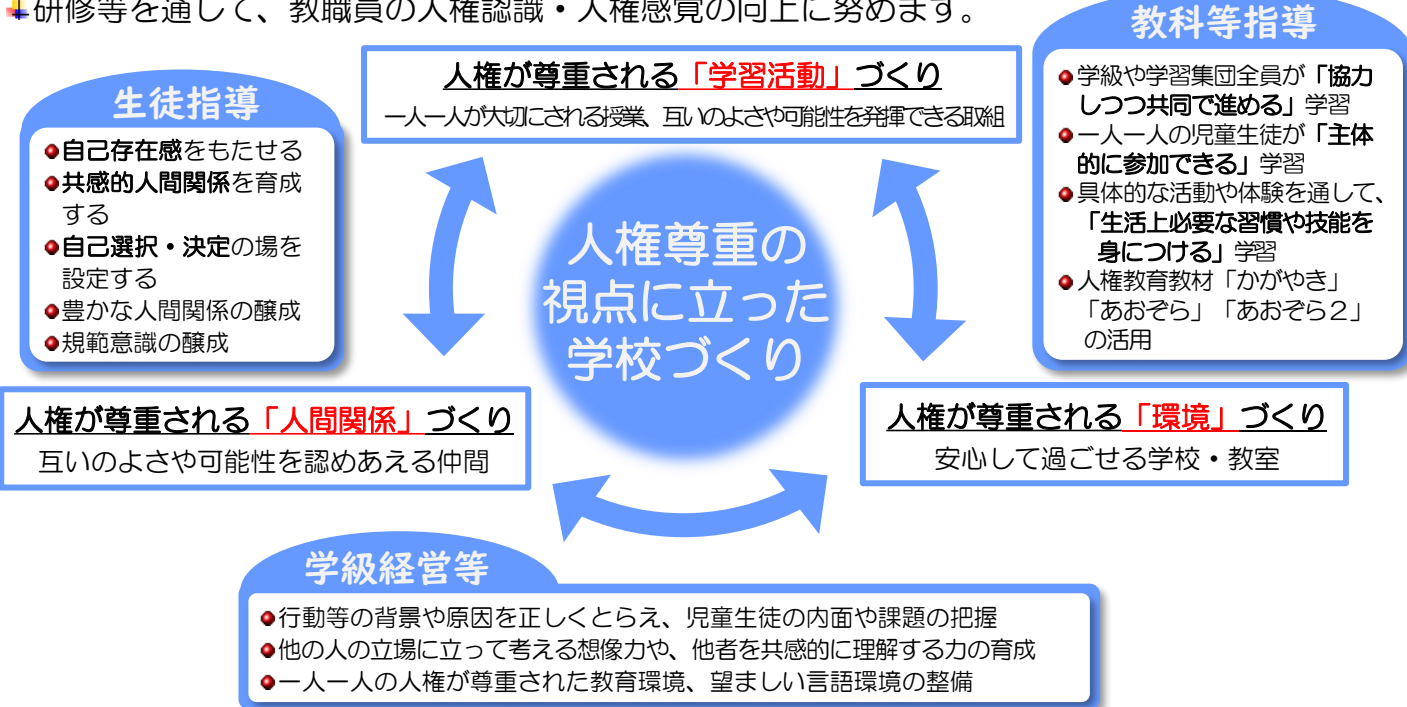 研修等を通して、教職員の人権認識・人権感覚の向上に努めます。
教科等指導
●学級や学習集団全員が「協力
しつつ共同で進める」学習
●一人一人の児童生徒が「主体
的に参加できる」学習
●具体的な活動や体験を通して、
「生活上必要な習慣や技能を
身につける」学習
●人権教育教材「かがやき」
「あおぞら」「あおぞら２」
の活用
人権が尊重される「学習活動」づくり
一人一人が大切にされる授業、互いのよさや可能性を発揮できる取組
生徒指導
●自己存在感をもたせる
●共感的人間関係を育成
する
●自己選択・決定の場を
設定する
●豊かな人間関係の醸成
●規範意識の醸成
人権尊重の
視点に立った
学校づくり
人権が尊重される「人間関係」づくり
互いのよさや可能性を認めあえる仲間
人権が尊重される「環境」づくり
安心して過ごせる学校・教室
学級経営等
●行動等の背景や原因を正しくとらえ、児童生徒の内面や課題の把握
●他の人の立場に立って考える想像力や、他者を共感的に理解する力の育成
●一人一人の人権が尊重された教育環境、望ましい言語環境の整備